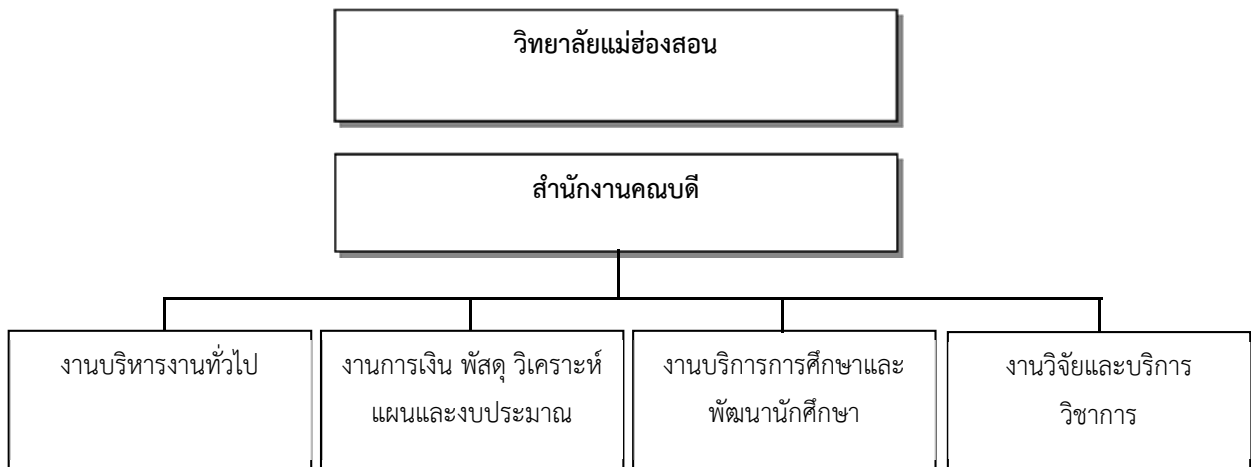 วิทยาลัยแม่ฮ่องสอน
สำนักงานคณบดี
งานบริหารงานทั่วไป
งานการเงิน พัสดุ วิเคราะห์
แผนและงบประมาณ
งานบริการการศึกษาและ
พัฒนานักศึกษา
งานวิจัยและบริการ
วิชาการ